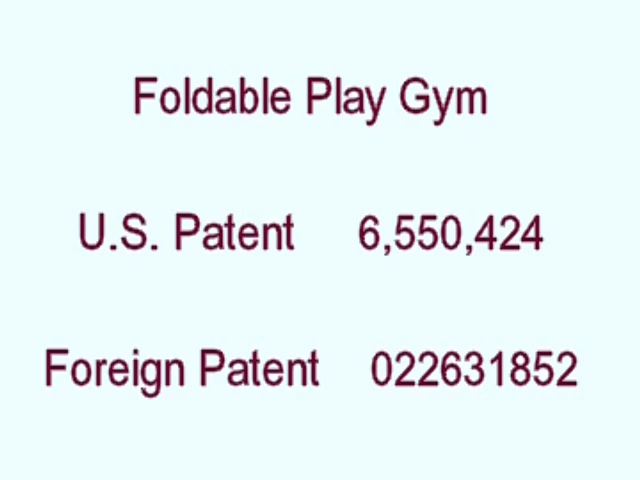 Foldable Play Gym
U.S. Patent 6,550,424
Foreign Patent 022631852